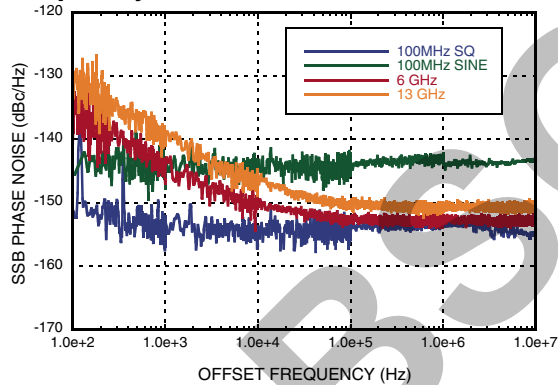 -120
-130
-140
-150
-160
-170
SSB PHASE NOISE (dBc/Hz)
100MHz SQ
100MHz SINE
6 GHz
13 GHz
1.0e+2 1.0e+3 1.0e+4 1.0e+5 1.0e+6 1.0e+7
OFFSET FREQUENCY (Hz)
BSO